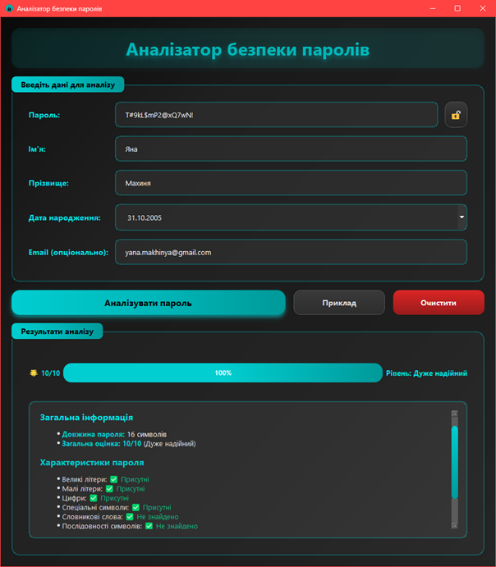 Аналізатор безпеки паролів
Аналізатор безпеки паролів
Введіть дані для аналізу
Пароль: T#9kL$mP2@xQ7wN!
Ім'я: Яна
Прізвище: Махиня
Дата народження: 31.10.2005
Email (опціонально): yana.makhinya@gmail.com
Аналізувати пароль Приклад Очистити
Результати аналізу
10/10 100% Рівень: Дуже надійний
Загальна інформація
• Довжина пароля: 16 символів
• Загальна оцінка: 10/10 (Дуже надійний)
Характеристики пароля
• Великі літери: ✅ Присутні
• Малі літери: ✅ Присутні
• Цифри: ✅ Присутні
• Спеціальні символи: ✅ Присутні
• Словникові слова: ✅ Не знайдено
• Послідовності символів: ✅ Не знайдено